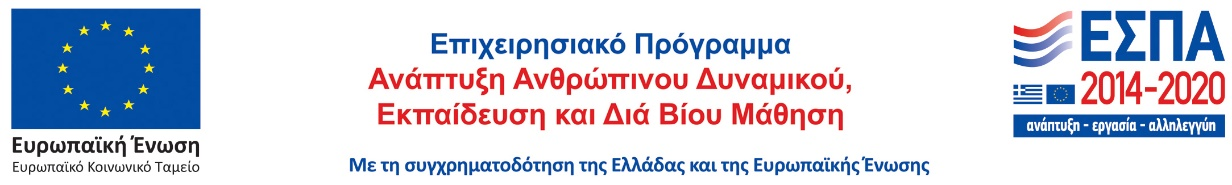 Ευρωπαϊκή Ένωση
Ευρωπαϊκό Κοινωνικό Ταμείο
Επιχειρησιακό Πρόγραμμα
Ανάπτυξη Ανθρώπινου Δυναμικού,
Εκπαίδευση και Διά Βίου Μάθηση
Με τη συγχρηματοδότηση της Ελλάδας και της Ευρωπαϊκής Ένωσης
ΕΣΠΑ
2014-2020
ανάπτυξη - εργασία - αλληλεγγύη